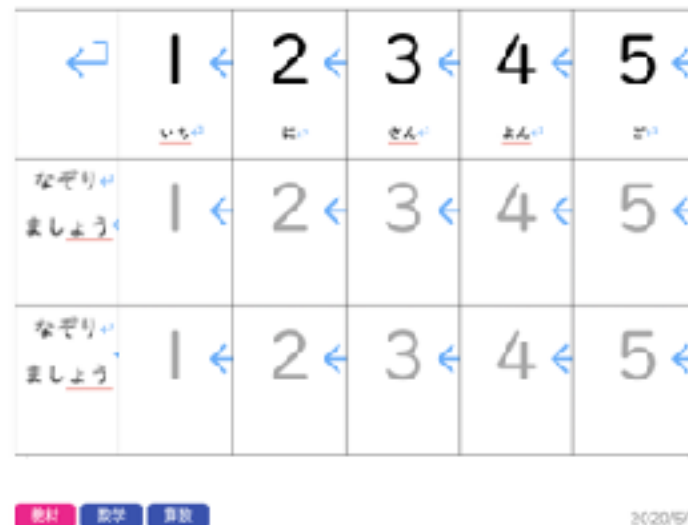 1 2 3 4 5
いち に さん よん ご
なぞり 1 2 3 4 5
ましょう
なぞり 1 2 3 4 5
ましょう
教材 数学 算数